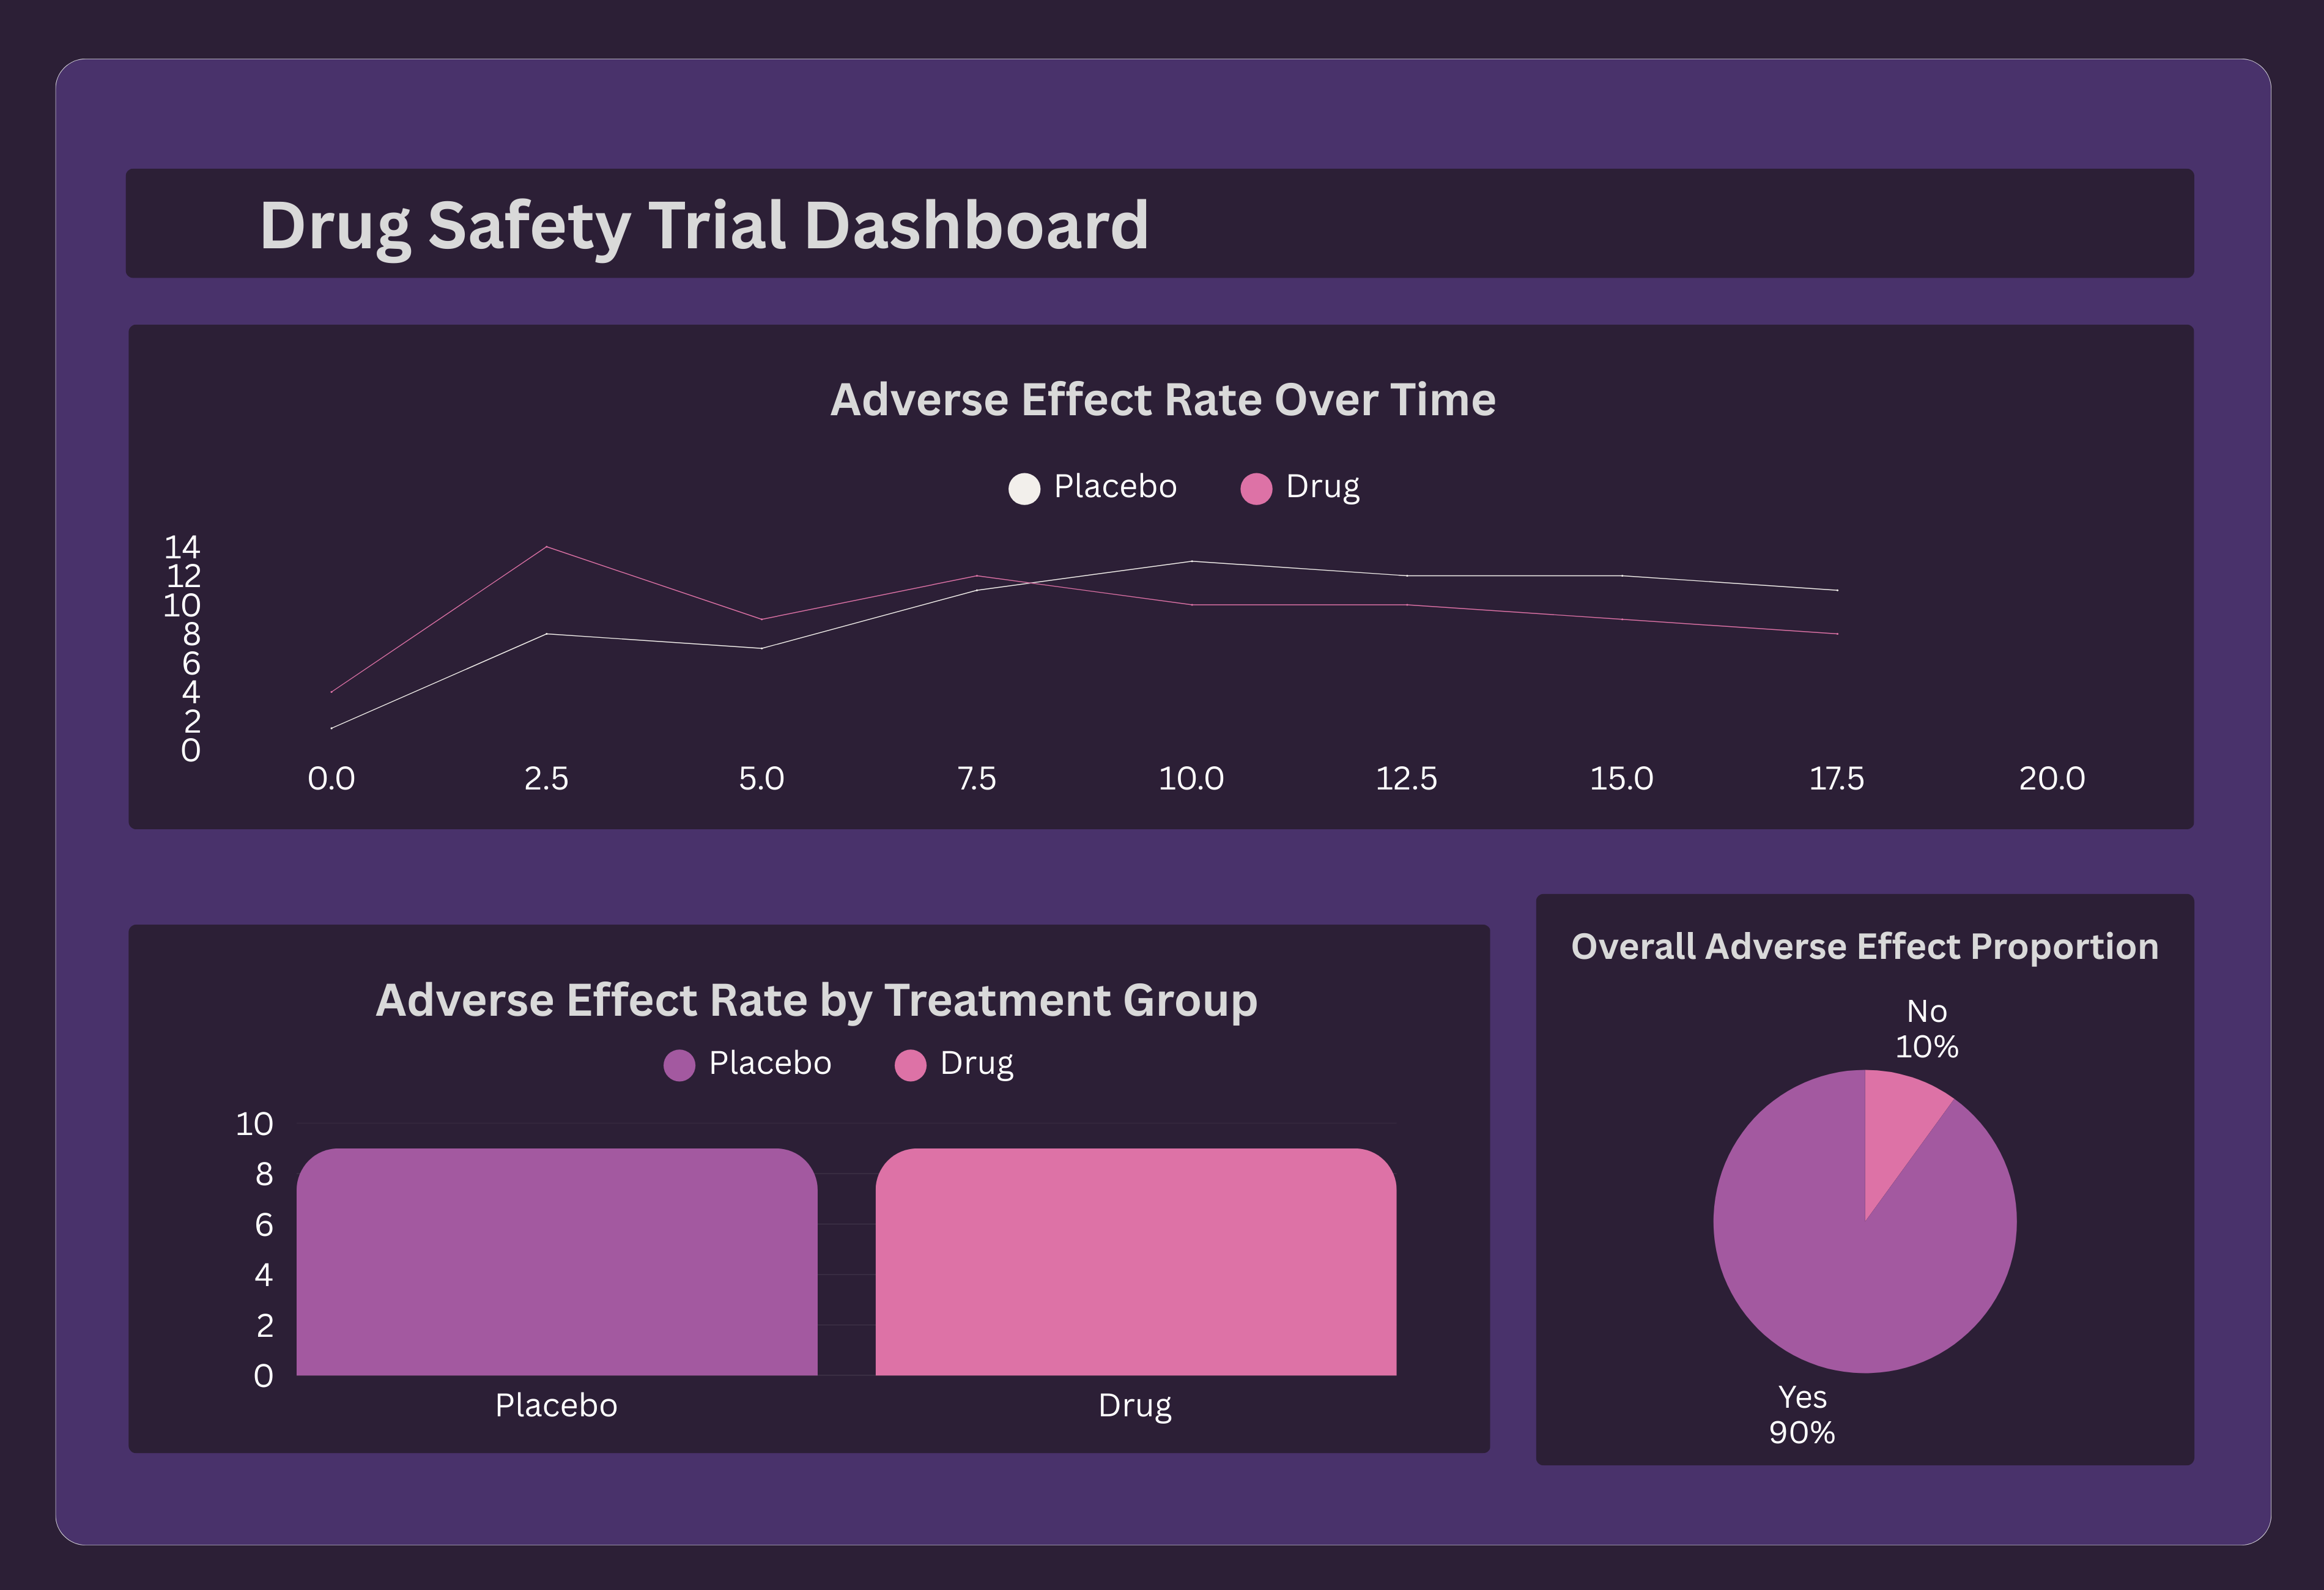 Drug Safety Trial Dashboard
Adverse Effect Rate Over Time
Placebo Drug
14
12
10
8
6
4
2
0
0.0 2.5 5.0 7.5 10.0 12.5 15.0 17.5 20.0
Adverse Effect Rate by Treatment Group
Placebo Drug
10
8
6
4
2
0
Placebo Drug
Overall Adverse Effect Proportion
No
10%
Yes
90%